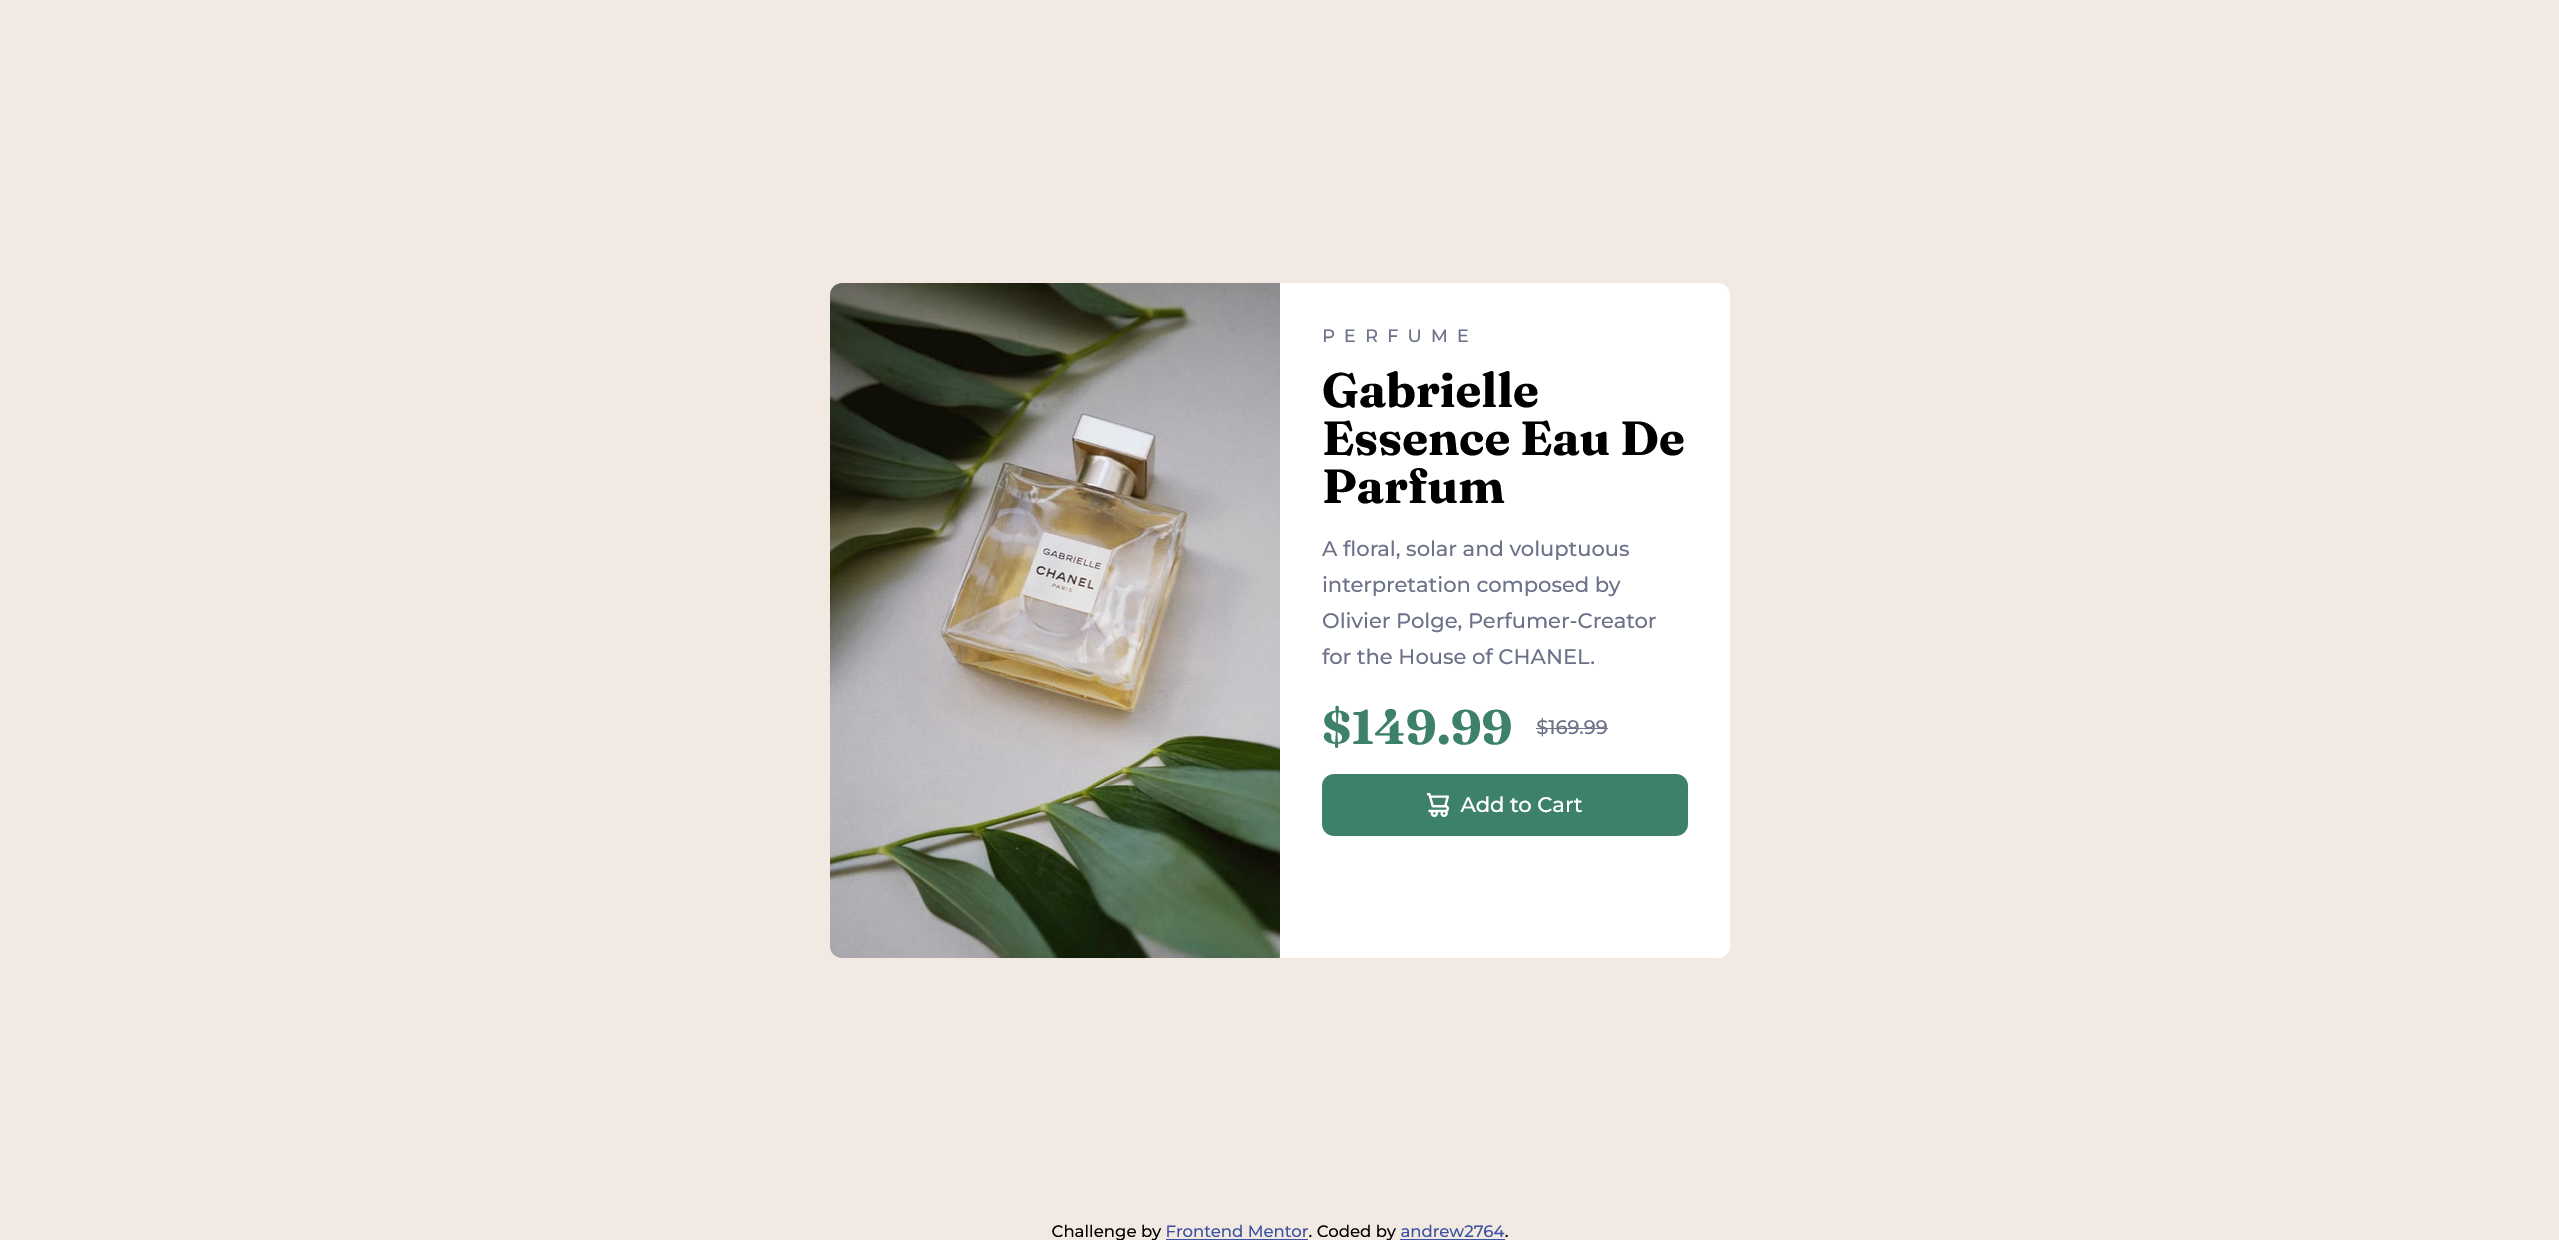 GABRIELLE
CHANEL
PARIS
PERFUME
Gabrielle
Essence Eau De
Parfum
A floral, solar and voluptuous
interpretation composed by
Olivier Polge, Perfumer-Creator
for the House of CHANEL.
$149.99 $169.99
Add to Cart
Challenge by Frontend Mentor. Coded by andrew2764.